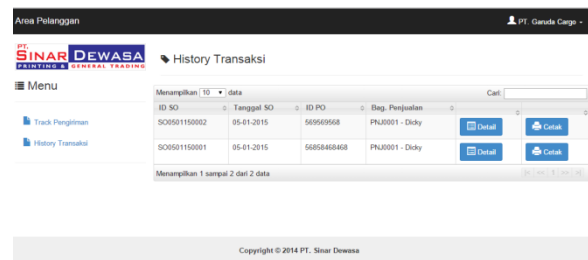 Area Pelanggan
PT. Garuda Cargo
PT.
SINAR DEWASA
PRINTING & GENERAL TRADING
History Transaksi
Menu
Menampilkan 10 data
Cari:
ID SO Tanggal SO ID PO Bag. Penjualan
Track Pengiriman
SO0501150002 05-01-2015 569569568 PNJ0001 - Dicky Detail Cetak
History Transaksi
SO0501150001 05-01-2015 56858468468 PNJ0001 - Dicky Detail Cetak
Menampilkan 1 sampai 2 dari 2 data
|< << 1 >> >|
Copyright © 2014 PT. Sinar Dewasa